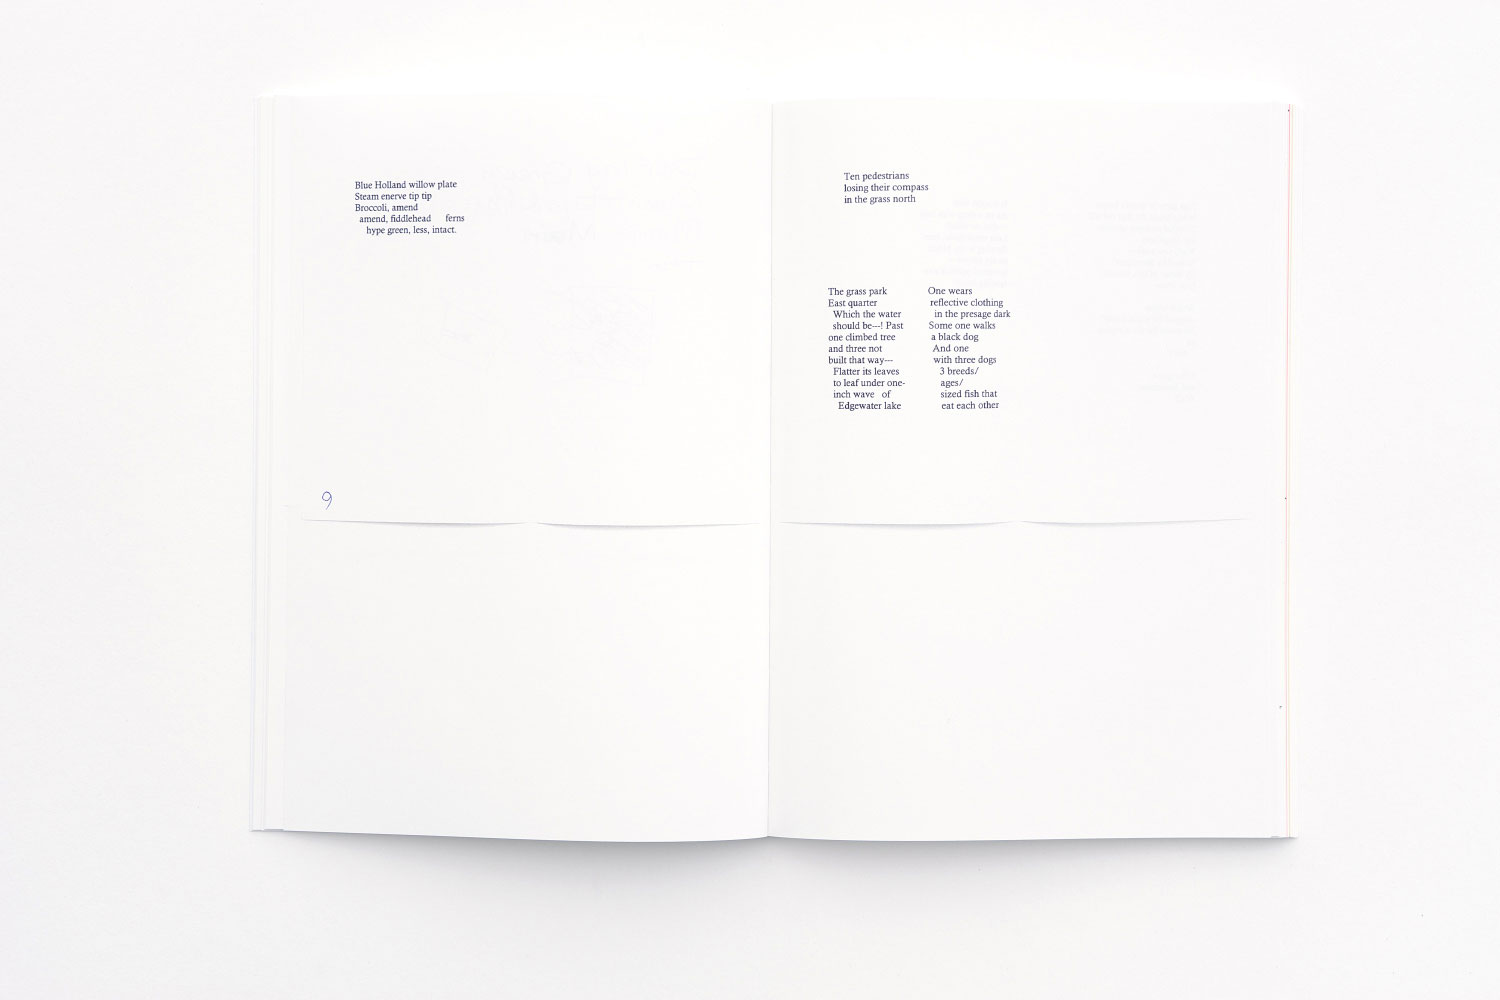 Blue Holland willow plate
Steam enerve tip tip
Broccoli, amend
amend, fiddlehead ferns
hype green, less, intact.
9
Ten pedestrians
losing their compass
in the grass north
The grass park
East quarter
Which the water
should be---! Past
one climbed tree
and three not
built that way---
Flatter its leaves
to leaf under one-
inch wave of
Edgewater lake
One wears
reflective clothing
in the presage dark
Some one walks
a black dog
And one
with three dogs
3 breeds/
ages/
sized fish that
eat each other